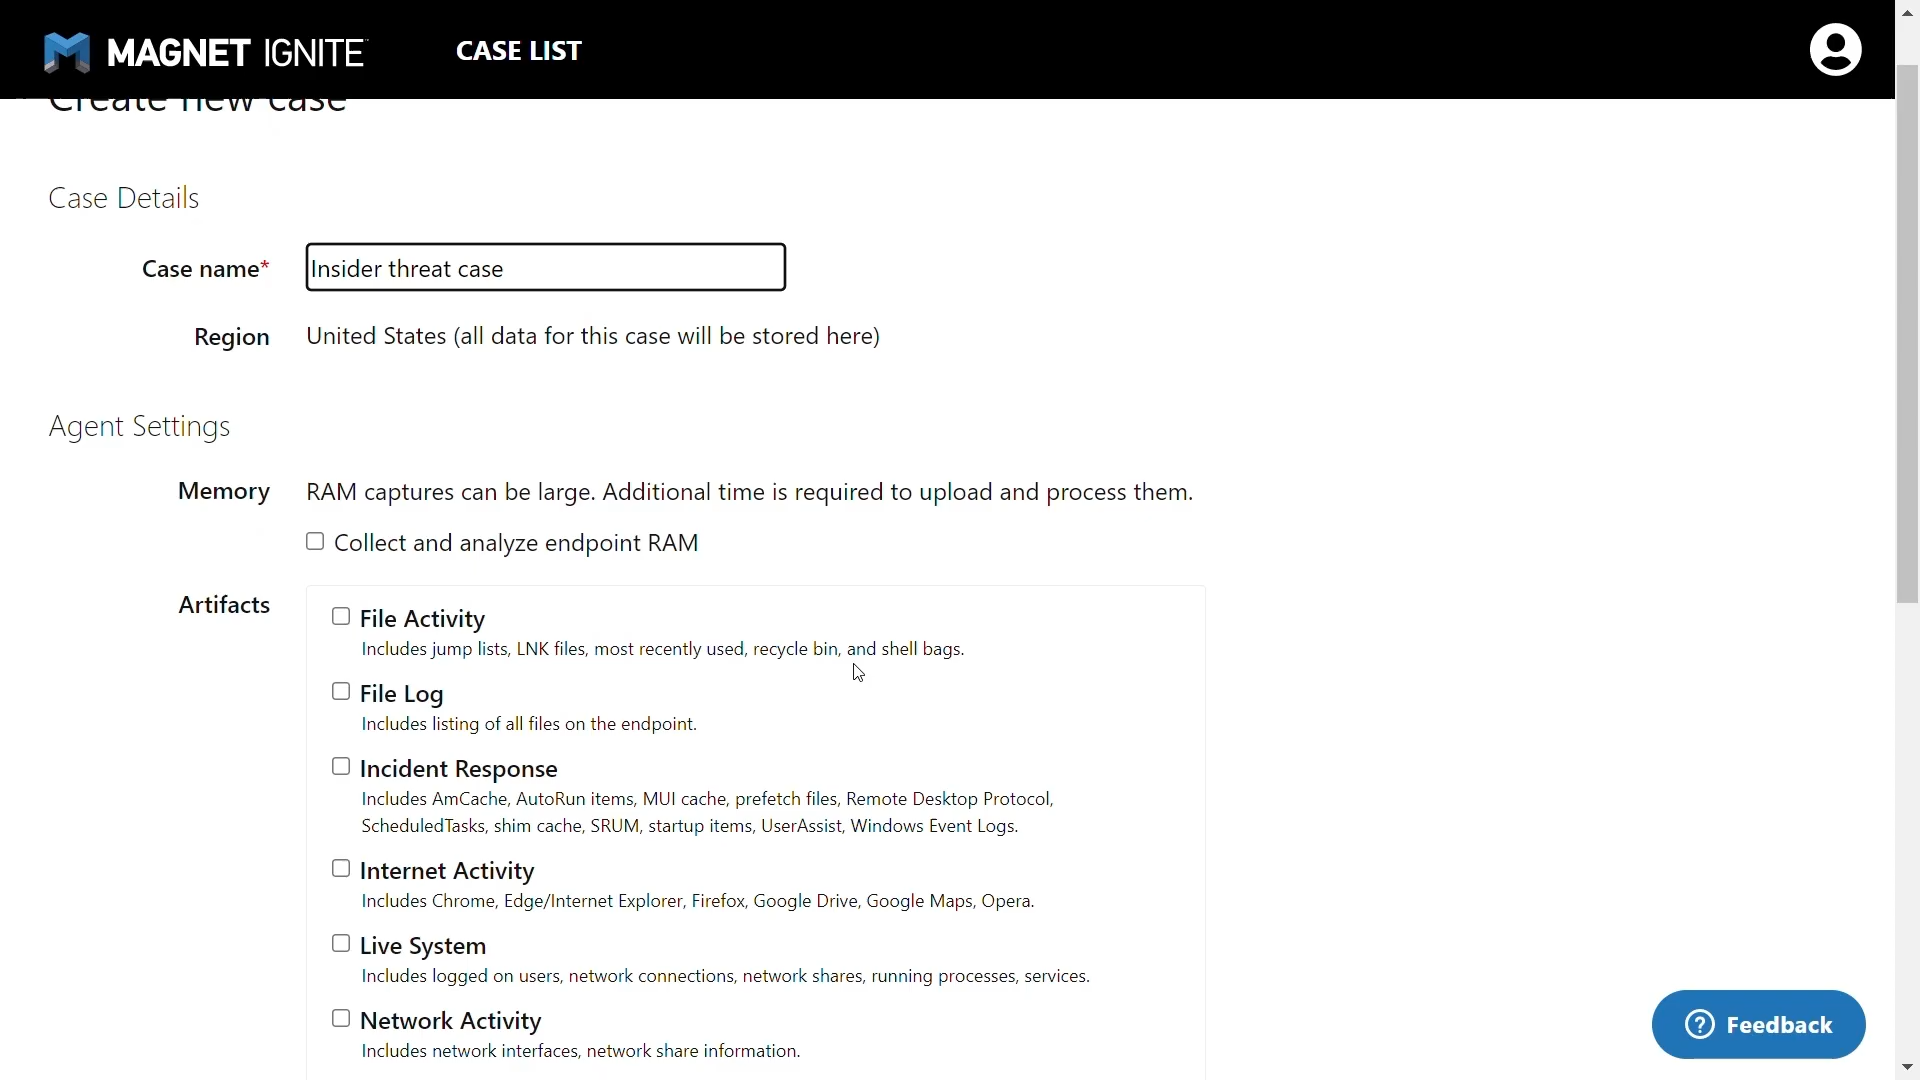 MAGNET IGNITE
CASE LIST
Create new case
Case Details
Case name*
Insider threat case
Region
United States (all data for this case will be stored here)
Agent Settings
Memory
RAM captures can be large. Additional time is required to upload and process them.
Collect and analyze endpoint RAM
Artifacts
File Activity
Includes jump lists, LNK files, most recently used, recycle bin, and shell bags.
File Log
Includes listing of all files on the endpoint.
Incident Response
Includes AmCache, AutoRun items, MUI cache, prefetch files, Remote Desktop Protocol,
ScheduledTasks, shim cache, SRUM, startup items, UserAssist, Windows Event Logs.
Internet Activity
Includes Chrome, Edge/Internet Explorer, Firefox, Google Drive, Google Maps, Opera.
Live System
Includes logged on users, network connections, network shares, running processes, services.
Network Activity
Includes network interfaces, network share information.
Feedback